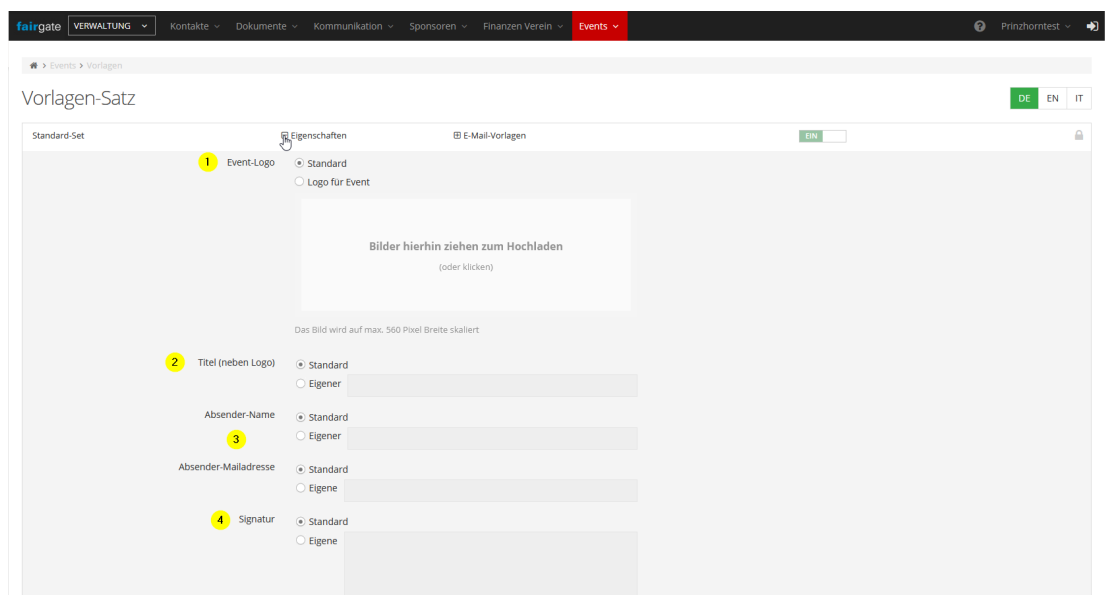 fairgate VERWALTUNG Kontakte Dokumente Kommunikation Sponsoren Finanzen Verein Events Prinzhorntest
> Events > Vorlagen
Vorlagen-Satz DE EN IT
Standard-Set Eigenschaften E-Mail-Vorlagen EIN
1 Event-Logo Standard
Logo für Event
Bilder hierhin ziehen zum Hochladen
(oder klicken)
Das Bild wird auf max. 560 Pixel Breite skaliert
2 Titel (neben Logo) Standard
Eigener
Absender-Name Standard
3 Eigener
Absender-Mailadresse Standard
Eigene
4 Signatur Standard
Eigene